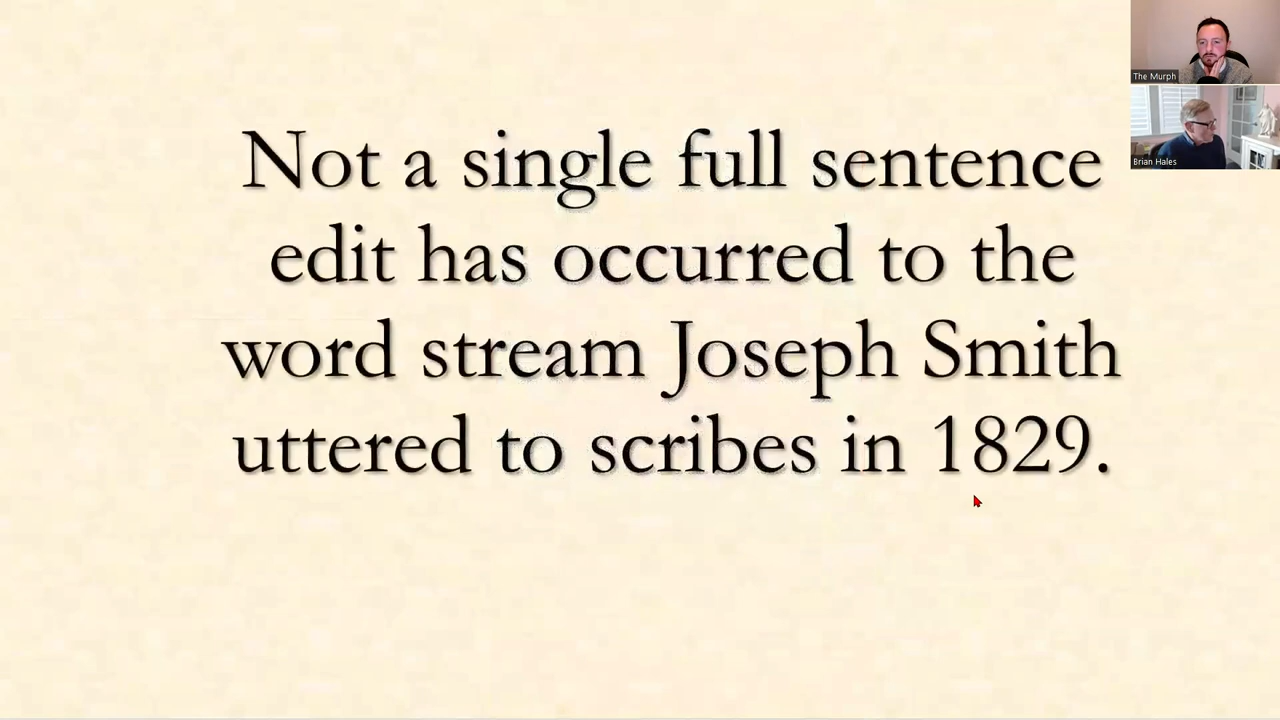 Not a single full sentence
edit has occurred to the
word stream Joseph Smith
uttered to scribes in 1829.
The Murph
Brian Hales